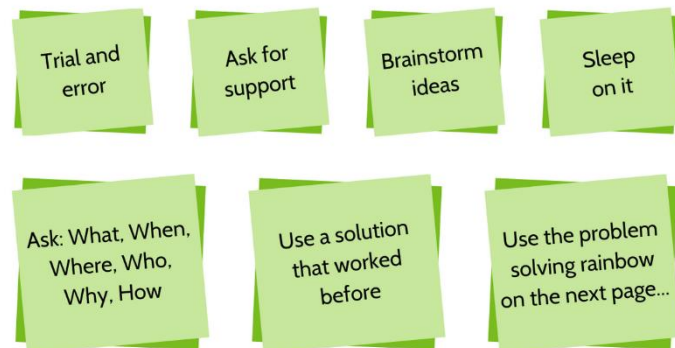 Trial and
error
Ask for
support
Brainstorm
ideas
Sleep
on it
Ask: What, When,
Where, Who,
Why, How
Use a solution
that worked
before
Use the problem
solving rainbow
on the next page...